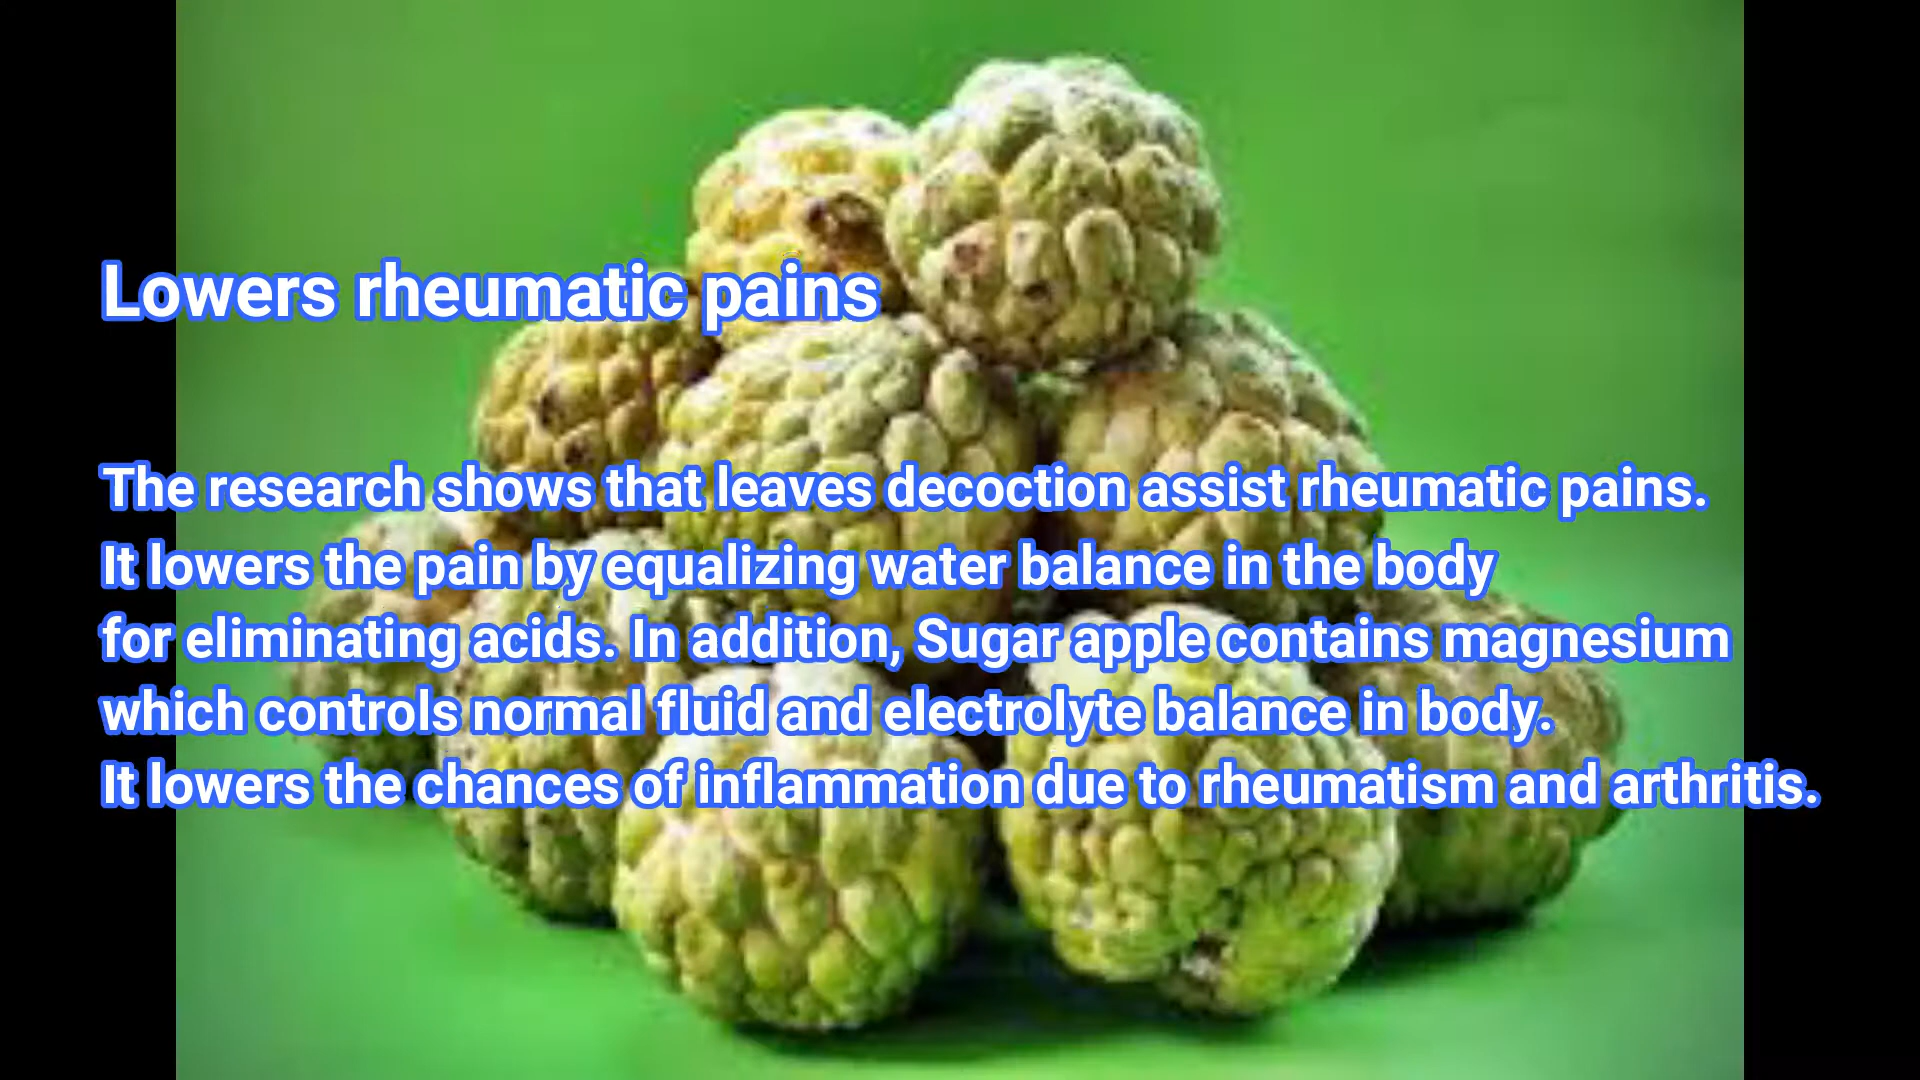 Lowers rheumatic pains
The research shows that leaves decoction assist rheumatic pains.
It lowers the pain by equalizing water balance in the body
for eliminating acids. In addition, Sugar apple contains magnesium
which controls normal fluid and electrolyte balance in body.
It lowers the chances of inflammation due to rheumatism and arthritis.